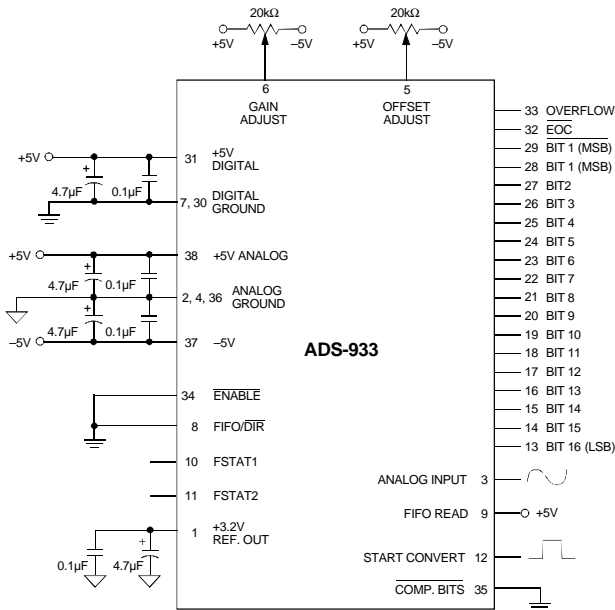 20kΩ 20kΩ
+5V –5V +5V –5V
6 5
GAIN ADJUST
OFFSET ADJUST
33 OVERFLOW
32 EOC
29 BIT 1 (MSB)
28 BIT 1 (MSB)
27 BIT2
26 BIT 3
25 BIT 4
24 BIT 5
23 BIT 6
22 BIT 7
21 BIT 8
20 BIT 9
19 BIT 10
18 BIT 11
17 BIT 12
16 BIT 13
15 BIT 14
14 BIT 15
13 BIT 16 (LSB)
+5V
31 +5V
DIGITAL
4.7µF 0.1µF
+
7, 30 DIGITAL
GROUND
+5V
38 +5V ANALOG
+
4.7µF 0.1µF
2, 4, 36 ANALOG
GROUND
+
4.7µF 0.1µF
–5V
37 –5V
ADS-933
34 ENABLE
8 FIFO/DIR
10 FSTAT1
11 FSTAT2
1 +3.2V
REF. OUT
+
0.1µF 4.7µF
ANALOG INPUT 3
FIFO READ 9 +5V
START CONVERT 12
COMP. BITS 35